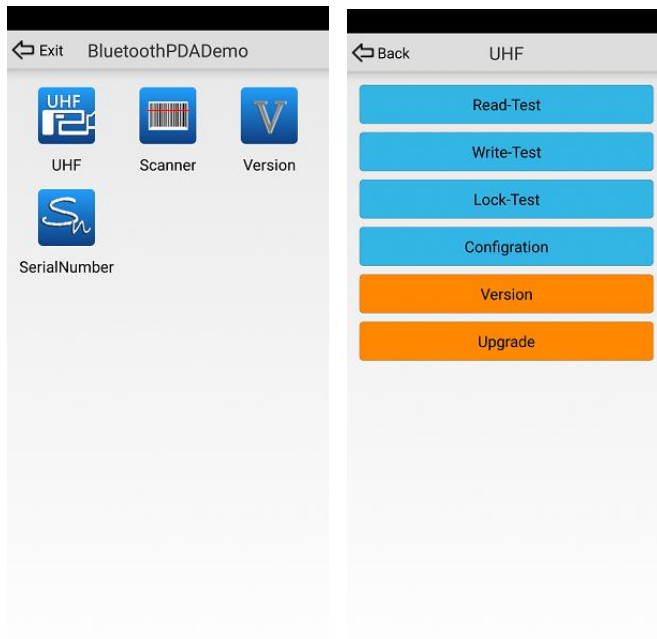 Exit BluetoothPDADemo
UHF
UHF Scanner Version
V
Sn
SerialNumber
Back UHF
Read-Test
Write-Test
Lock-Test
Configration
Version
Upgrade